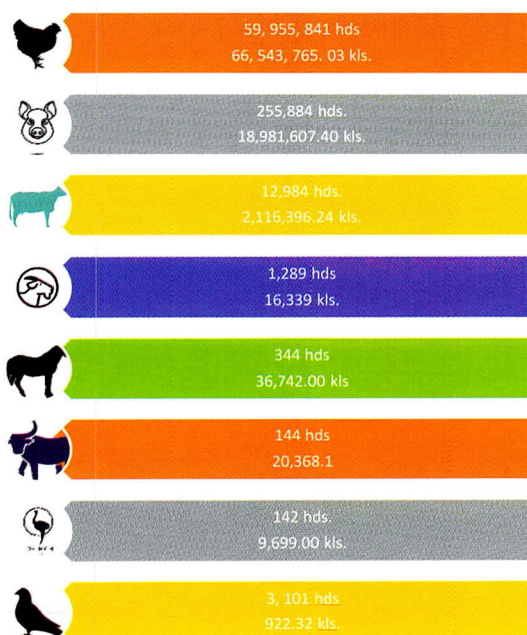 59, 955, 841 hds
66, 543, 765. 03 kls.
255,884 hds.
18,981,607.40 kls.
12,984 hds.
2,116,396.24 kls.
1,289 hds
16,339 kls.
344 hds
36,742.00 kls
144 hds
20,368.1
142 hds.
9,699.00 kls.
3, 101 hds
922.32 kls.